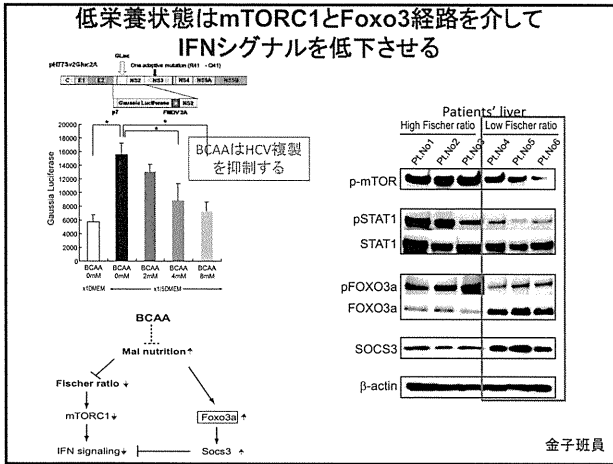 低栄養状態はmTORC1とFoxo3経路を介して
IFNシグナルを低下させる
pH77Sv2Gluc2A
GLuc
One adaptive mutation
C E1 E2 NS2 NS3 NS4 NS5A NS5B
Gaussia Luciferase NS2
p7 FMDV 2A
Gaussia Luciferase
18000
16000
14000
12000
10000
8000
6000
4000
2000
0
* * *
BCAAはHCV複製
を抑制する
BCAA BCAA BCAA BCAA BCAA
0mM 0mM 2mM 4mM 8mM
x1DMEM x1/5DMEM
BCAA
Mal nutrition↑
Fischer ratio↓
mTORC1↓
IFN signaling↓
Foxo3a ↑
Socs3 ↑
Patients' liver
High Fischer ratio Low Fischer ratio
Pt.No1 Pt.No2 Pt.No3 Pt.No4 Pt.No5 Pt.No6
p-mTOR
pSTAT1
STAT1
pFOXO3a
FOXO3a
SOCS3
β-actin
金子班員